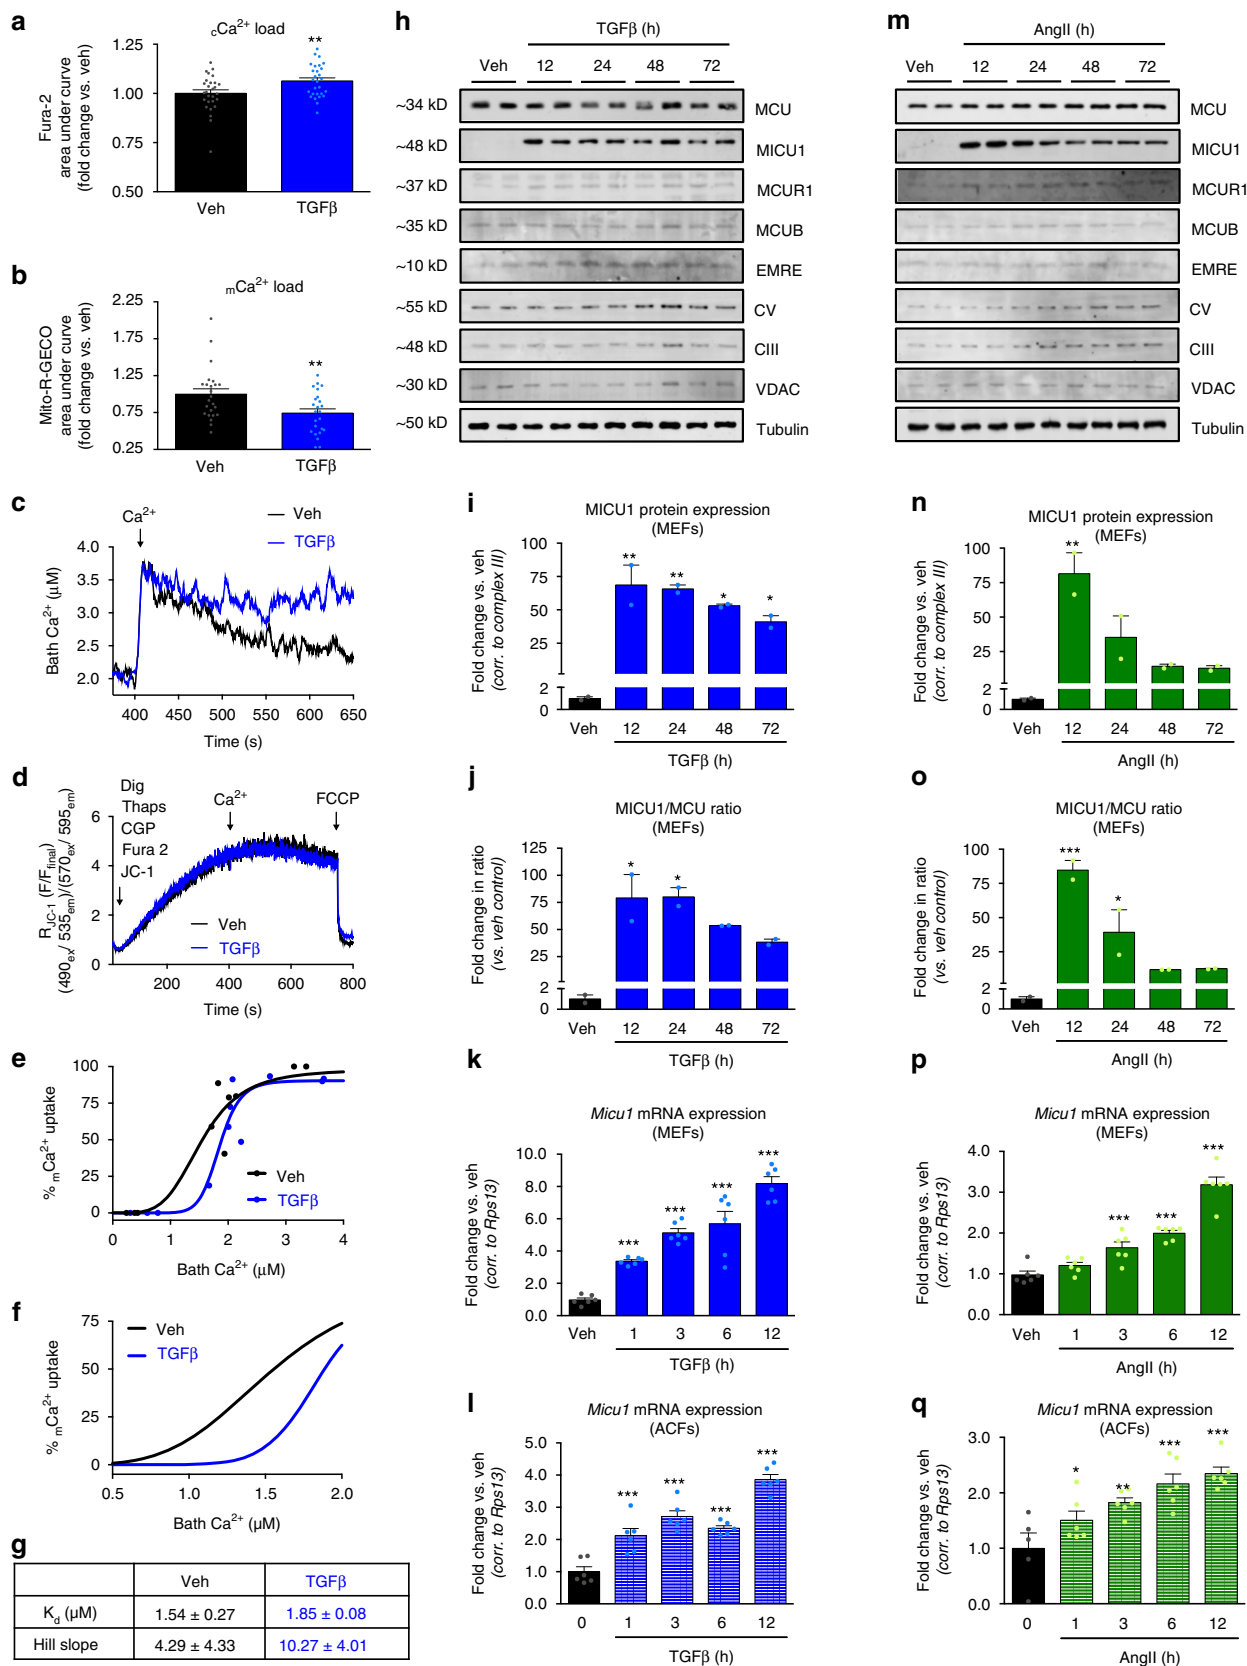 a
cCa2+ load
Fura-2
area under curve
(fold change vs. veh)
1.25
1.00
0.75
0.50
**
Veh
TGFβ
b
mCa2+ load
Mito-R-GECO
area under curve
(fold change vs. veh)
2.25
1.75
1.25
0.75
0.25
**
Veh
TGFβ
c
Ca2+
Veh
TGFβ
Bath Ca2+ (μM)
4.0
3.5
3.0
2.5
2.0
400 450 500 550 600 650
Time (s)
d
Dig
Thaps
CGP
Fura 2
JC-1
Ca2+
FCCP
RJC-1 (F/Ffinal)
(490ex/ 535em)/(570ex/ 595em)
6
4
2
0
Veh
TGFβ
200 400 600 800
Time (s)
e
% mCa2+ uptake
100
75
50
25
0
Veh
TGFβ
0 1 2 3 4
Bath Ca2+ (μM)
f
% mCa2+ uptake
75
50
25
0
Veh
TGFβ
0.5 1.0 1.5 2.0
Bath Ca2+ (μM)
g
Veh TGFβ
Kd (μM) 1.54 ± 0.27 1.85 ± 0.08
Hill slope 4.29 ± 4.33 10.27 ± 4.01
h
TGFβ (h)
Veh 12 24 48 72
~34 kD MCU
~48 kD MICU1
~37 kD MCUR1
~35 kD MCUB
~10 kD EMRE
~55 kD CV
~48 kD CIII
~30 kD VDAC
~50 kD Tubulin
i
MICU1 protein expression
(MEFs)
Fold change vs. veh
(corr. to complex III)
100
75
50
25
2
0
**
**
*
*
Veh 12 24 48 72
TGFβ (h)
j
MICU1/MCU ratio
(MEFs)
Fold change in ratio
(vs. veh control)
125
100
75
50
25
2
0
*
*
Veh 12 24 48 72
TGFβ (h)
k
Micu1 mRNA expression
(MEFs)
Fold change vs. veh
(corr. to Rps13)
10.0
8.0
6.0
4.0
2.0
0.0
***
***
***
***
Veh 1 3 6 12
TGFβ (h)
l
Micu1 mRNA expression
(ACFs)
Fold change vs. veh
(corr. to Rps13)
5.0
4.0
3.0
2.0
1.0
0.0
***
***
***
***
0 1 3 6 12
TGFβ (h)
m
AngII (h)
Veh 12 24 48 72
MCU
MICU1
MCUR1
MCUB
EMRE
CV
CIII
VDAC
Tubulin
n
MICU1 protein expression
(MEFs)
Fold change vs. veh
(corr. to complex III)
100
75
50
25
2
0
**
Veh 12 24 48 72
AngII (h)
o
MICU1/MCU ratio
(MEFs)
Fold change in ratio
(vs. veh control)
100
75
50
25
2
0
***
*
Veh 12 24 48 72
AngII (h)
p
Micu1 mRNA expression
(MEFs)
Fold change vs. veh
(corr. to Rps13)
4.0
3.0
2.0
1.0
0.0
***
***
***
Veh 1 3 6 12
AngII (h)
q
Micu1 mRNA expression
(ACFs)
Fold change vs. veh
(corr. to Rps13)
3.0
2.0
1.0
0.0
*
**
***
***
0 1 3 6 12
AngII (h)